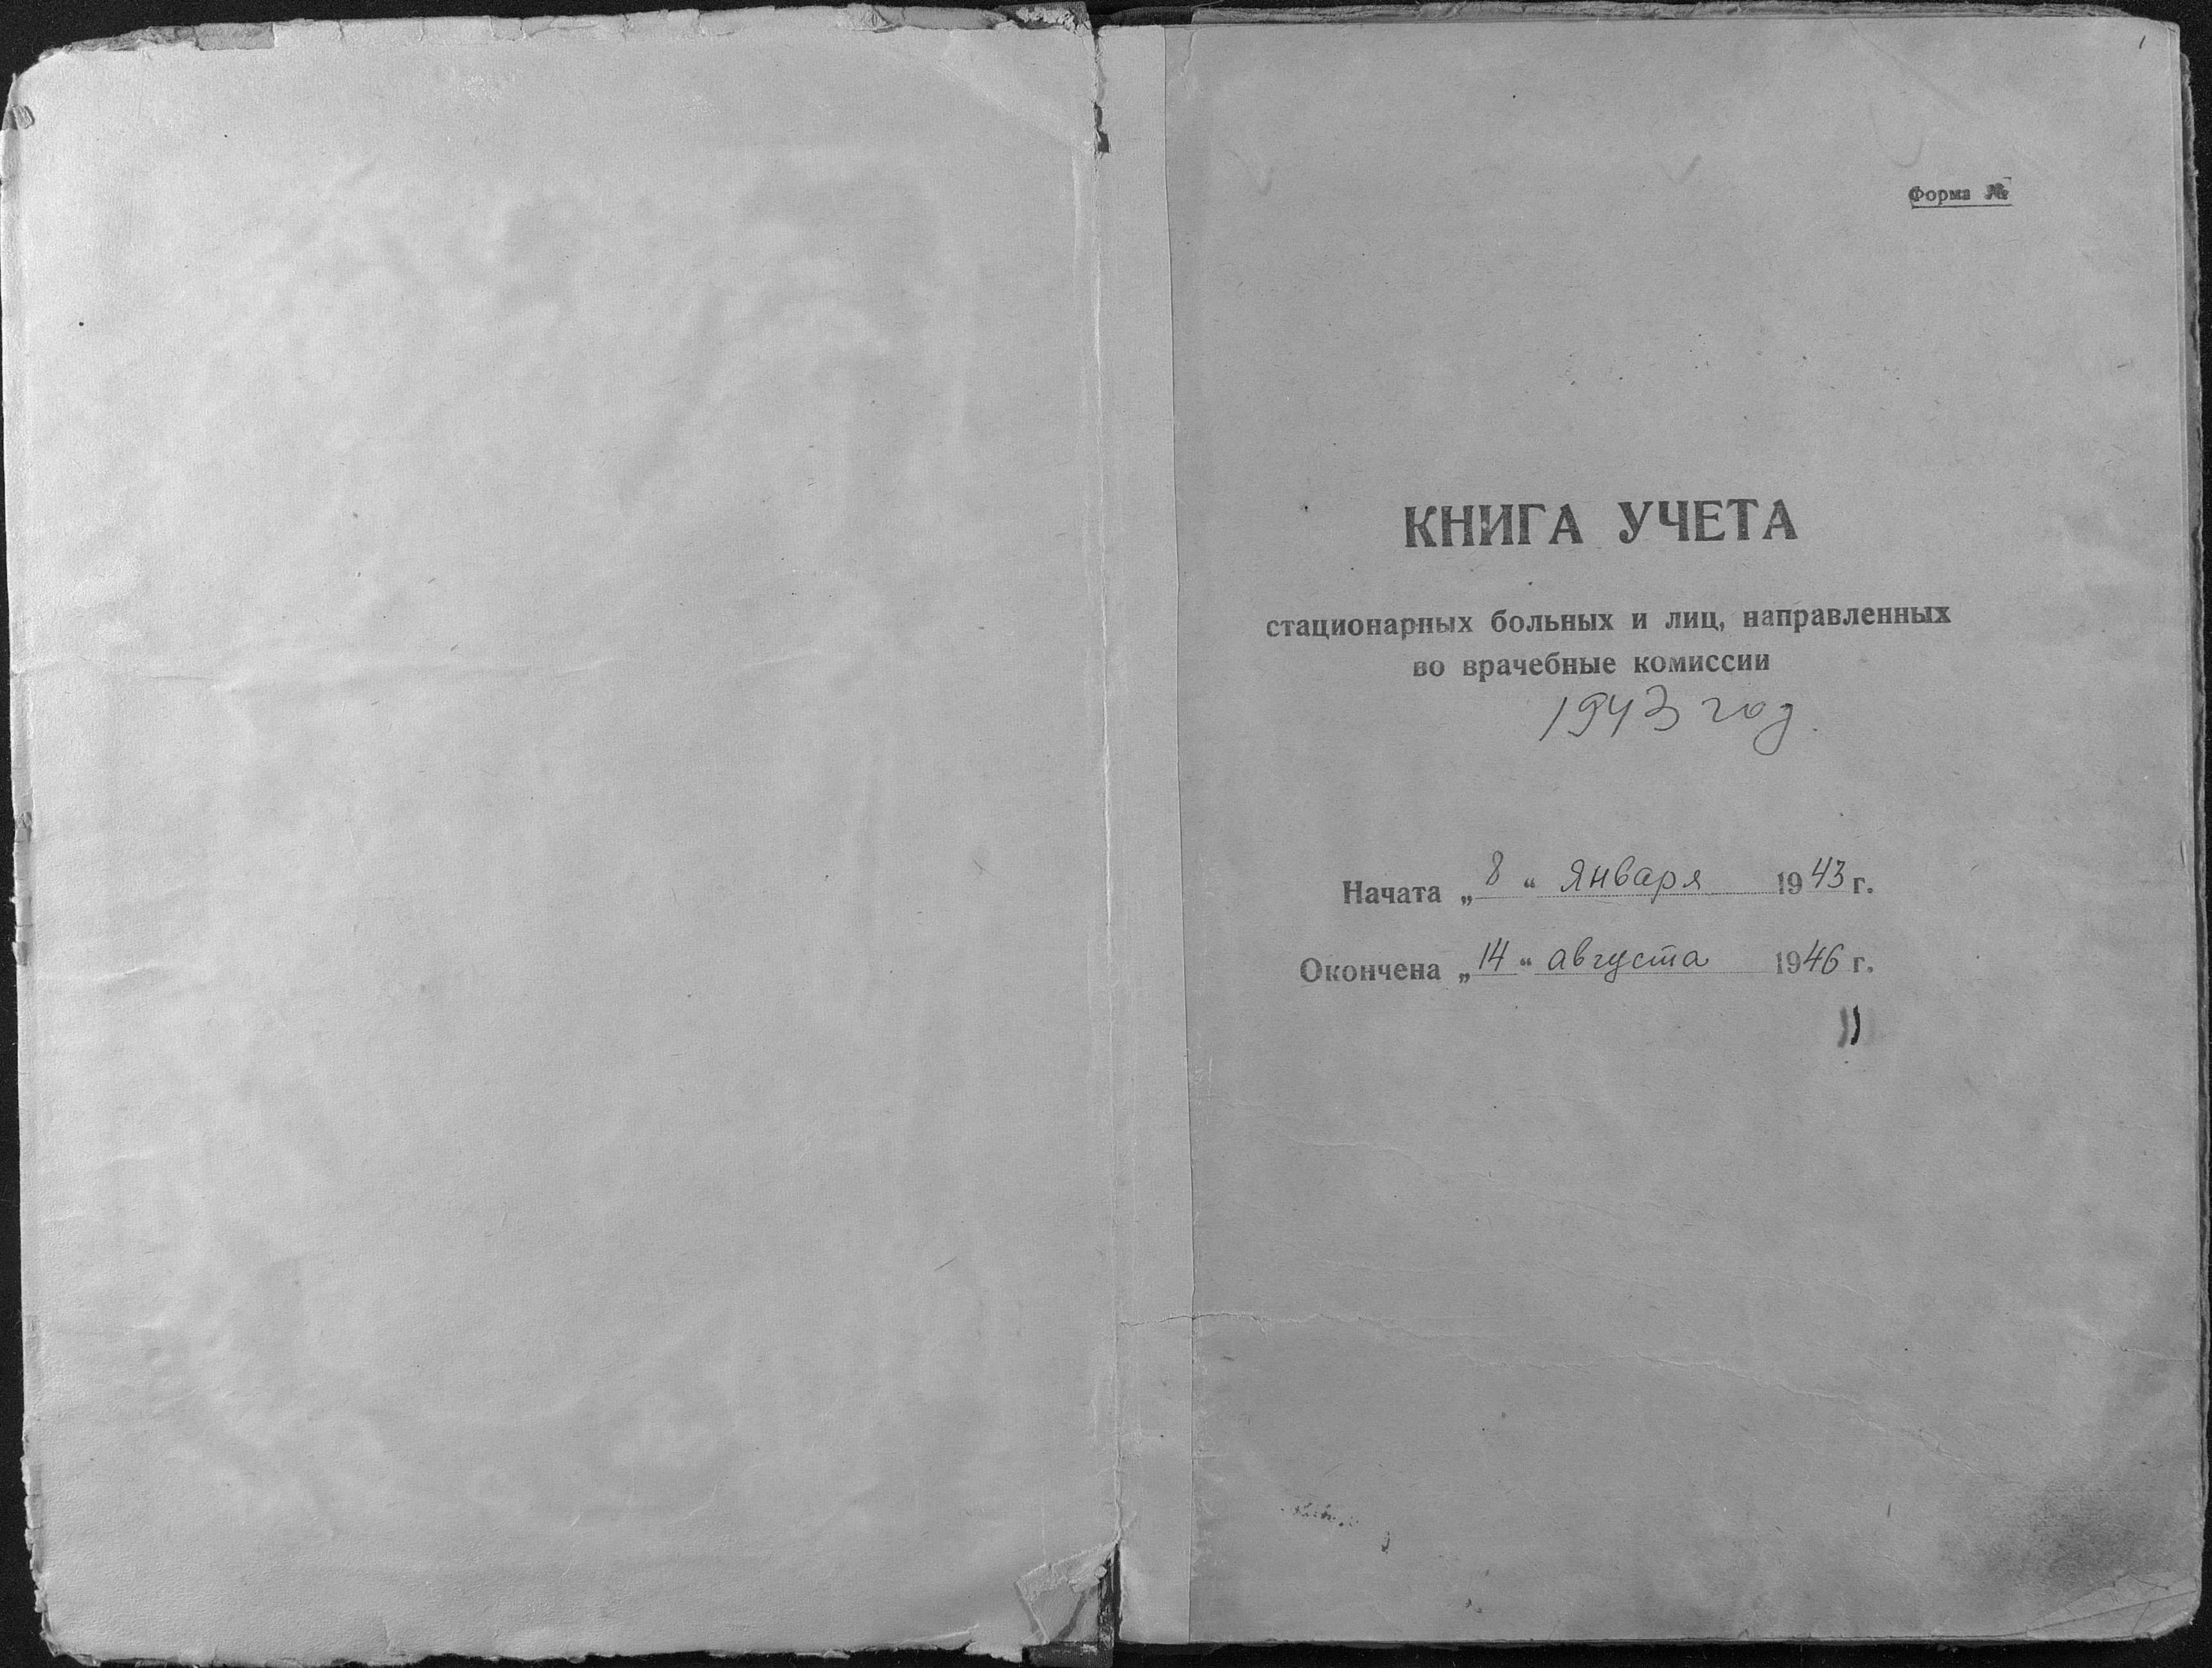 1
Форма №
КНИГА УЧЕТА
стационарных больных и лиц, направленных
во врачебные комиссии
1943 год.
Начата „8“ Января 1943 г.
Окончена „14“ августа 1946 г.